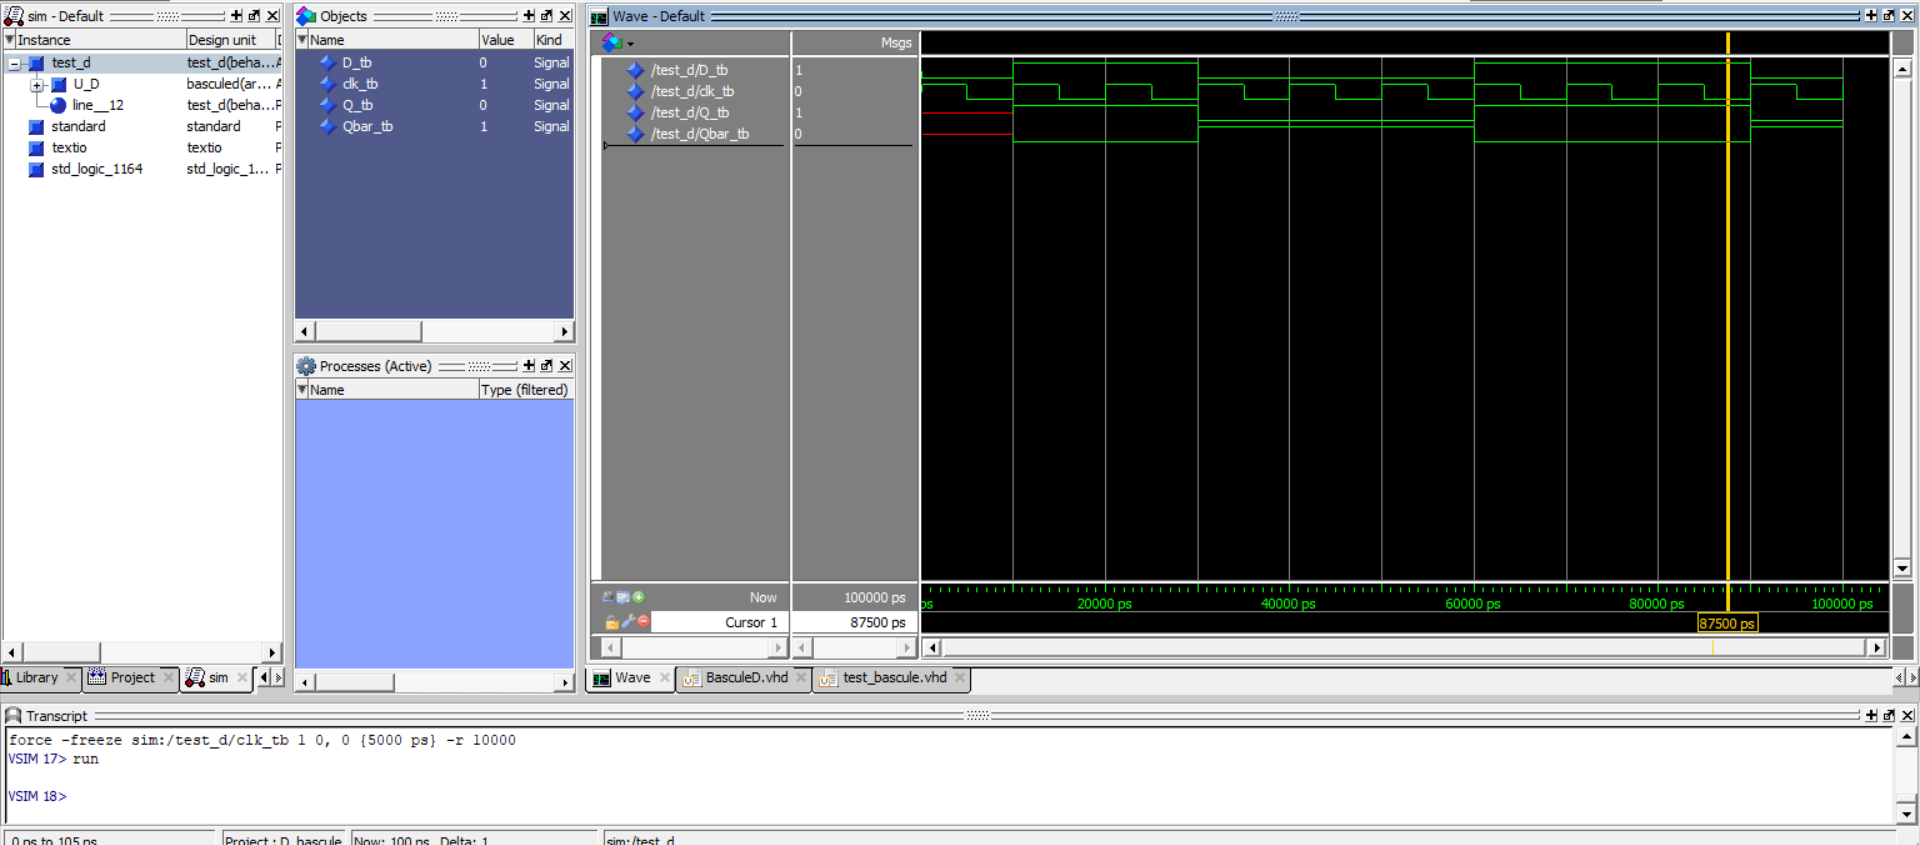 sim - Default
Instance Design unit
test_d test_d(beha...
U_D basculed(ar...
line__12 test_d(beha...
standard standard
textio textio
std_logic_1164 std_logic_1...
Library Project sim
Objects
Name Value Kind
D_tb 0 Signal
clk_tb 1 Signal
Q_tb 0 Signal
Qbar_tb 1 Signal
Processes (Active)
Name Type (filtered)
Wave - Default
Msgs
/test_d/D_tb 1
/test_d/clk_tb 0
/test_d/Q_tb 1
/test_d/Qbar_tb 0
Now 100000 ps
Cursor 1 87500 ps
ps 20000 ps 40000 ps 60000 ps 80000 ps 100000 ps
87500 ps
Wave BasculeD.vhd test_bascule.vhd
Transcript
force -freeze sim:/test_d/clk_tb 1 0, 0 {5000 ps} -r 10000
VSIM 17> run
VSIM 18>
0 ps to 105 ns Project : D_bascule Now: 100 ns Delta: 1 sim:/test_d